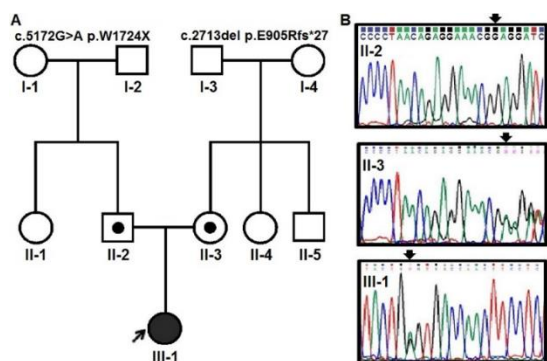 A
B
c.5172G>A p.W1724X
c.2713del p.E905Rfs*27
I-1
I-2
I-3
I-4
II-1
II-2
II-3
II-4
II-5
III-1
CCCCTAACAGAGGAAACGGAGGATC
II-2
II-3
III-1